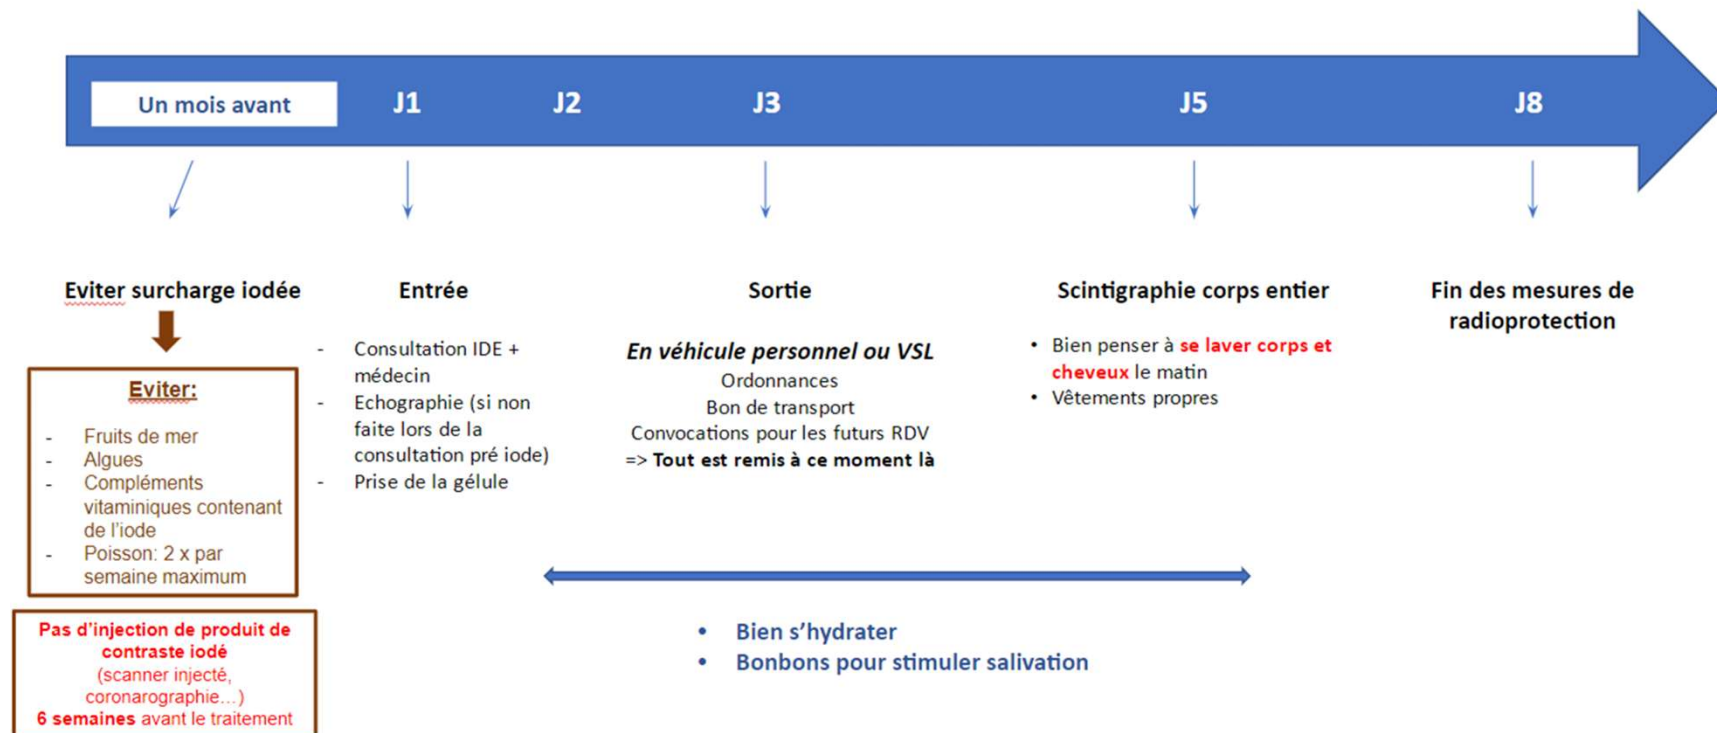 Un mois avant
J1
J2
J3
J5
J8
Eviter surcharge iodée
Eviter:
- Fruits de mer
- Algues
- Compléments
vitaminiques contenant
de l'iode
- Poisson: 2 x par
semaine maximum
Pas d'injection de produit de
contraste iodé
(scanner injecté,
coronarographie…)
6 semaines avant le traitement
Entrée
- Consultation IDE +
médecin
- Echographie (si non
faite lors de la
consultation pré iode)
- Prise de la gélule
Sortie
En véhicule personnel ou VSL
Ordonnances
Bon de transport
Convocations pour les futurs RDV
=> Tout est remis à ce moment là
Scintigraphie corps entier
• Bien penser à se laver corps et
cheveux le matin
• Vêtements propres
Fin des mesures de
radioprotection
• Bien s'hydrater
• Bonbons pour stimuler salivation